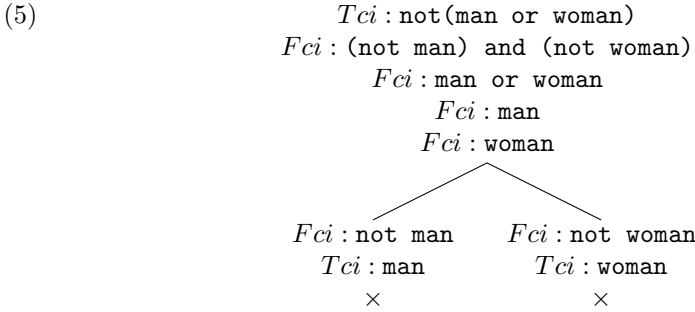 (5) Tci : not(man or woman)
Fci : (not man) and (not woman)
Fci : man or woman
Fci : man
Fci : woman
Fci : not man Fci : not woman
Tci : man Tci : woman
× ×